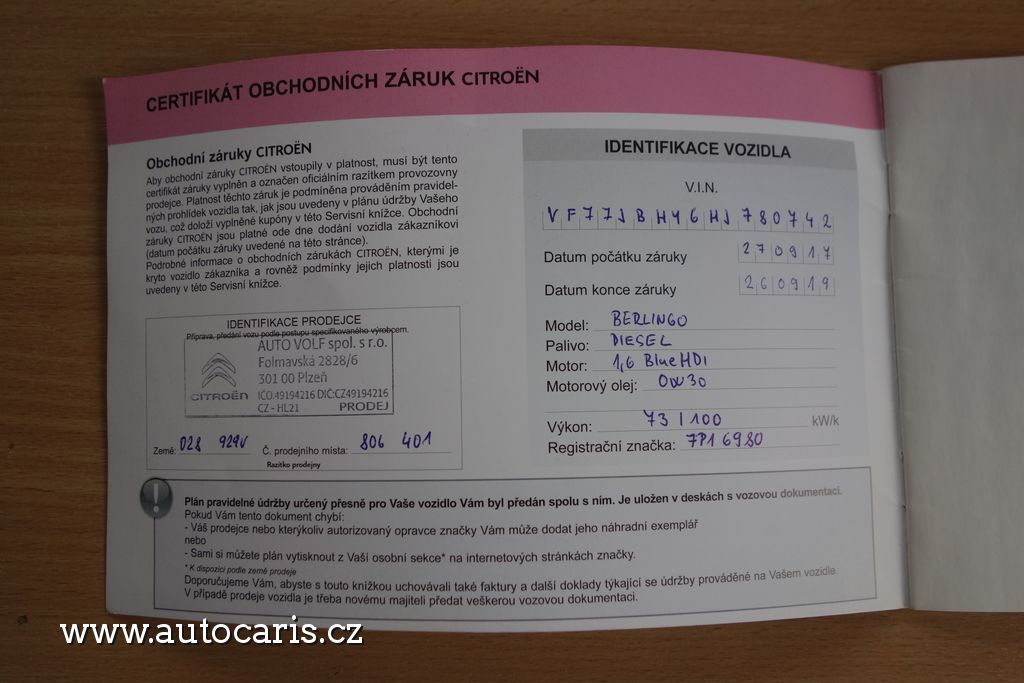 CERTIFIKÁT OBCHODNÍCH ZÁRUK CITROËN
Obchodní záruky CITROËN
Aby obchodní záruky CITROËN vstoupily v platnost, musí být tento
certifikát záruky vyplněn a označen oficiálním razítkem provozovny
prodejce. Platnost těchto záruk je podmíněna prováděním pravidel-
ných prohlídek vozidla tak, jak jsou uvedeny v plánu údržby Vašeho
vozu, což doloží vyplněné kupóny v této Servisní knížce. Obchodní
záruky CITROËN jsou platné ode dne dodání vozidla zákazníkovi
(datum počátku záruky uvedené na této stránce).
Podrobné informace o obchodních zárukách CITROËN, kterými je
kryto vozidlo zákazníka a rovněž podmínky jejich platnosti jsou
uvedeny v této Servisní knížce.
IDENTIFIKACE PRODEJCE
Příprava, předání vozu podle postupu specifikovaného výrobcem.
AUTO VOLF spol. s r.o.
Folmavská 2828/6
301 00 Plzeň
CITROËN
IČO:49194216 DIČ:CZ49194216
CZ - HL21 PRODEJ
Země: 028 929V Č. prodejního místa: 806 401
Razítko prodejny
IDENTIFIKACE VOZIDLA
V.I.N.
VF77JBHY6HJ780742
Datum počátku záruky 270917
Datum konce záruky 260919
Model: BERLINGO
Palivo: DIESEL
Motor: 1,6 BlueHDi
Motorový olej: 0W30
Výkon: 73/100 kW/k
Registrační značka: 7P1 6980
Plán pravidelné údržby určený přesně pro Vaše vozidlo Vám byl předán spolu s ním. Je uložen v deskách s vozovou dokumentaci.
Pokud Vám tento dokument chybí:
- Váš prodejce nebo kterýkoliv autorizovaný opravce značky Vám může dodat jeho náhradní exemplář
nebo
- Sami si můžete plán vytisknout z Vaší osobní sekce* na internetových stránkách značky.
* K dispozici podle země prodeje
Doporučujeme Vám, abyste s touto knížkou uchovávali také faktury a další doklady týkající se údržby prováděné na Vašem vozidle.
V případě prodeje vozidla je třeba novému majiteli předat veškerou vozovou dokumentaci.
www.autocaris.cz